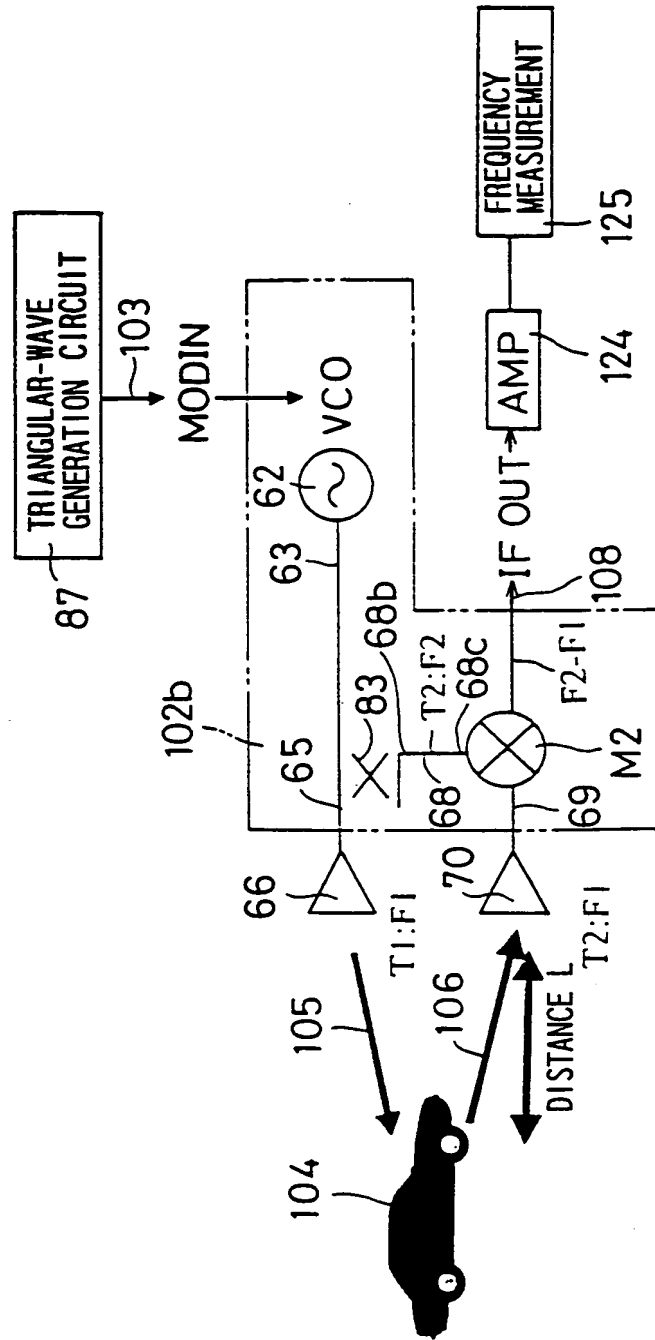 TRIANGULAR-WAVE
GENERATION CIRCUIT
87
103
MODIN
102b
VCO
62
63
65
83
68b
66
T1:F1
68
T2:F2
68c
105
104
106
70
T2:F1
69
M2
F2-F1
108
IF OUT
AMP
124
FREQUENCY
MEASUREMENT
125
DISTANCE L